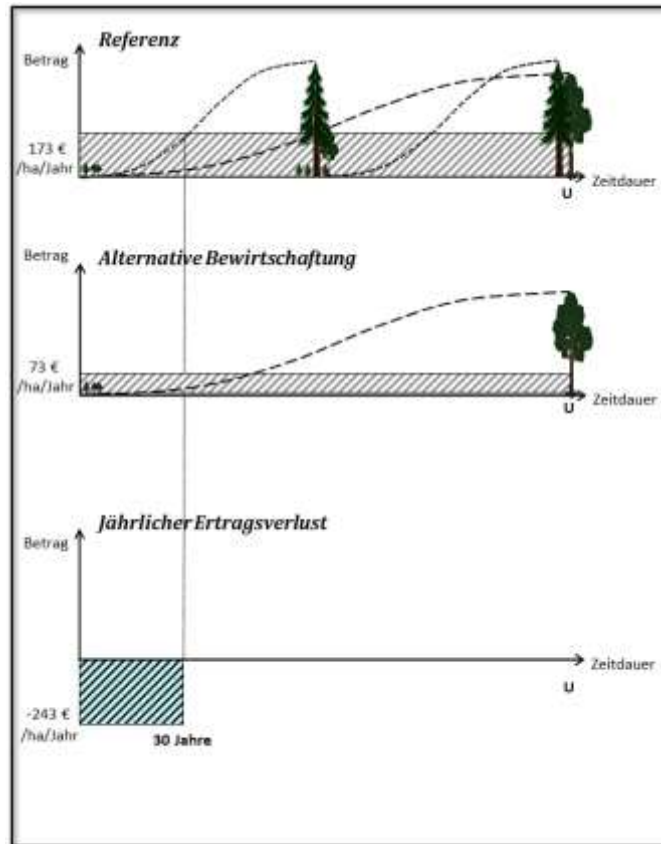 Referenz
Betrag
173 €
/ha/Jahr
Zeitdauer
U
Alternative Bewirtschaftung
Betrag
73 €
/ha/Jahr
Zeitdauer
U
Jährlicher Ertragsverlust
Betrag
Zeitdauer
U
-243 €
/ha/Jahr
30 Jahre